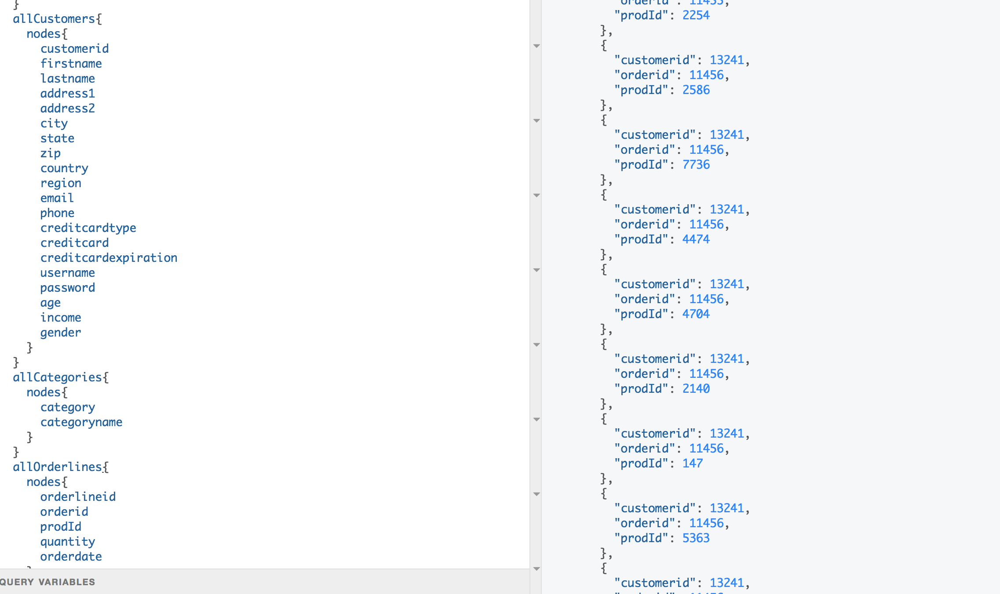 }
allCustomers{
nodes{
customerid
firstname
lastname
address1
address2
city
state
zip
country
region
email
phone
creditcardtype
creditcard
creditcardexpiration
username
password
age
income
gender
}
}
allCategories{
nodes{
category
categoryname
}
}
allOrderlines{
nodes{
orderlineid
orderid
prodId
quantity
orderdate
QUERY VARIABLES
"prodId": 2254
},
{
"customerid": 13241,
"orderid": 11456,
"prodId": 2586
},
{
"customerid": 13241,
"orderid": 11456,
"prodId": 7736
},
{
"customerid": 13241,
"orderid": 11456,
"prodId": 4474
},
{
"customerid": 13241,
"orderid": 11456,
"prodId": 4704
},
{
"customerid": 13241,
"orderid": 11456,
"prodId": 2140
},
{
"customerid": 13241,
"orderid": 11456,
"prodId": 147
},
{
"customerid": 13241,
"orderid": 11456,
"prodId": 5363
},
{
"customerid": 13241,